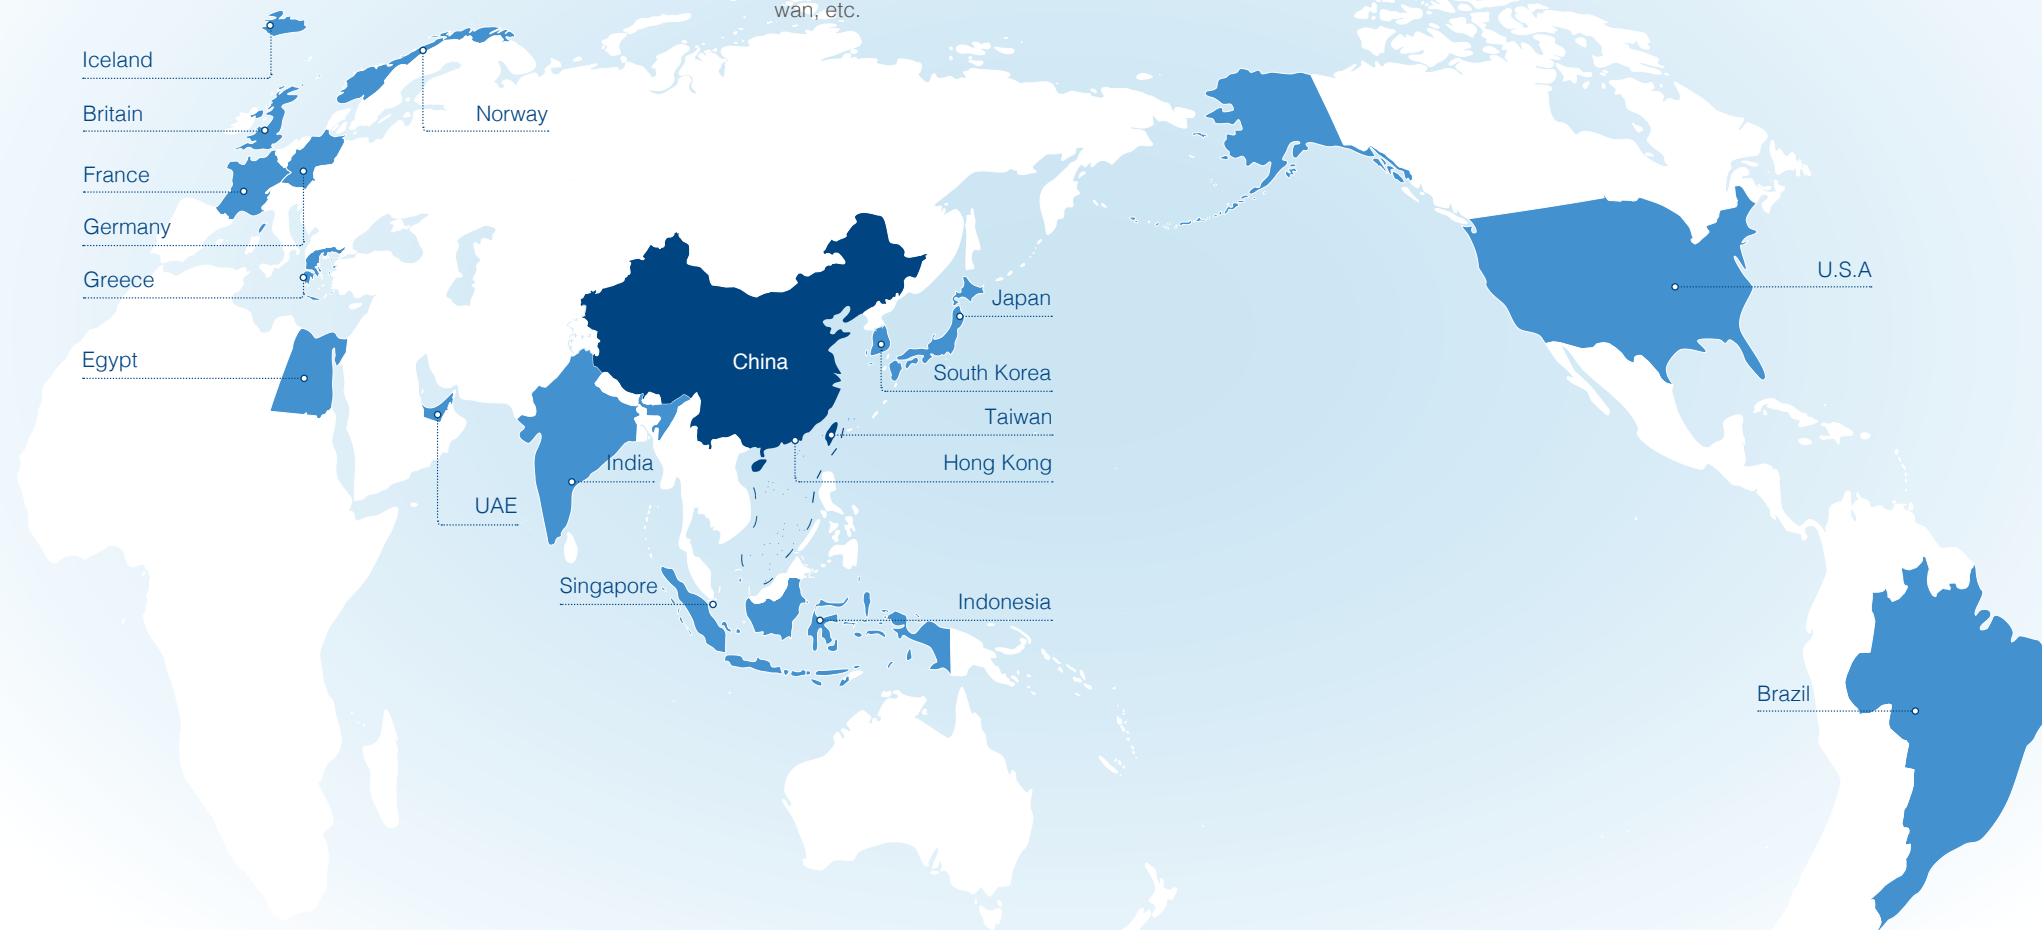 wan, etc.
Iceland
Britain
Norway
France
Germany
Greece
Egypt
UAE
India
China
Japan
South Korea
Taiwan
Hong Kong
Singapore
Indonesia
U.S.A
Brazil